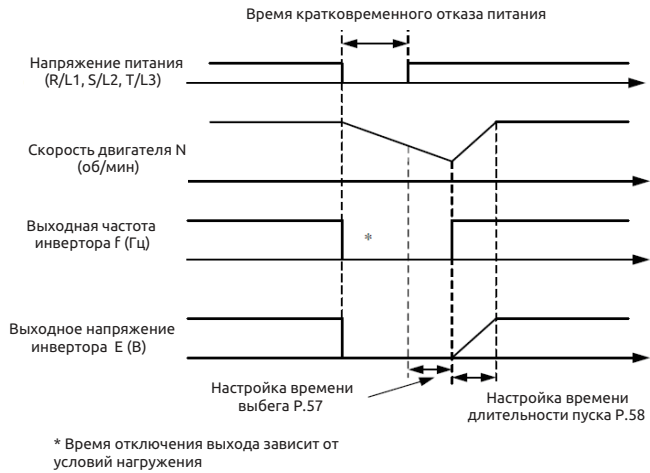 Время кратковременного отказа питания
Напряжение питания
(R/L1, S/L2, T/L3)
Скорость двигателя N
(об/мин)
Выходная частота
инвертора f (Гц)
*
Выходное напряжение
инвертора E (В)
Настройка времени
выбега P.57
Настройка времени
длительности пуска P.58
* Время отключения выхода зависит от
условий нагружения